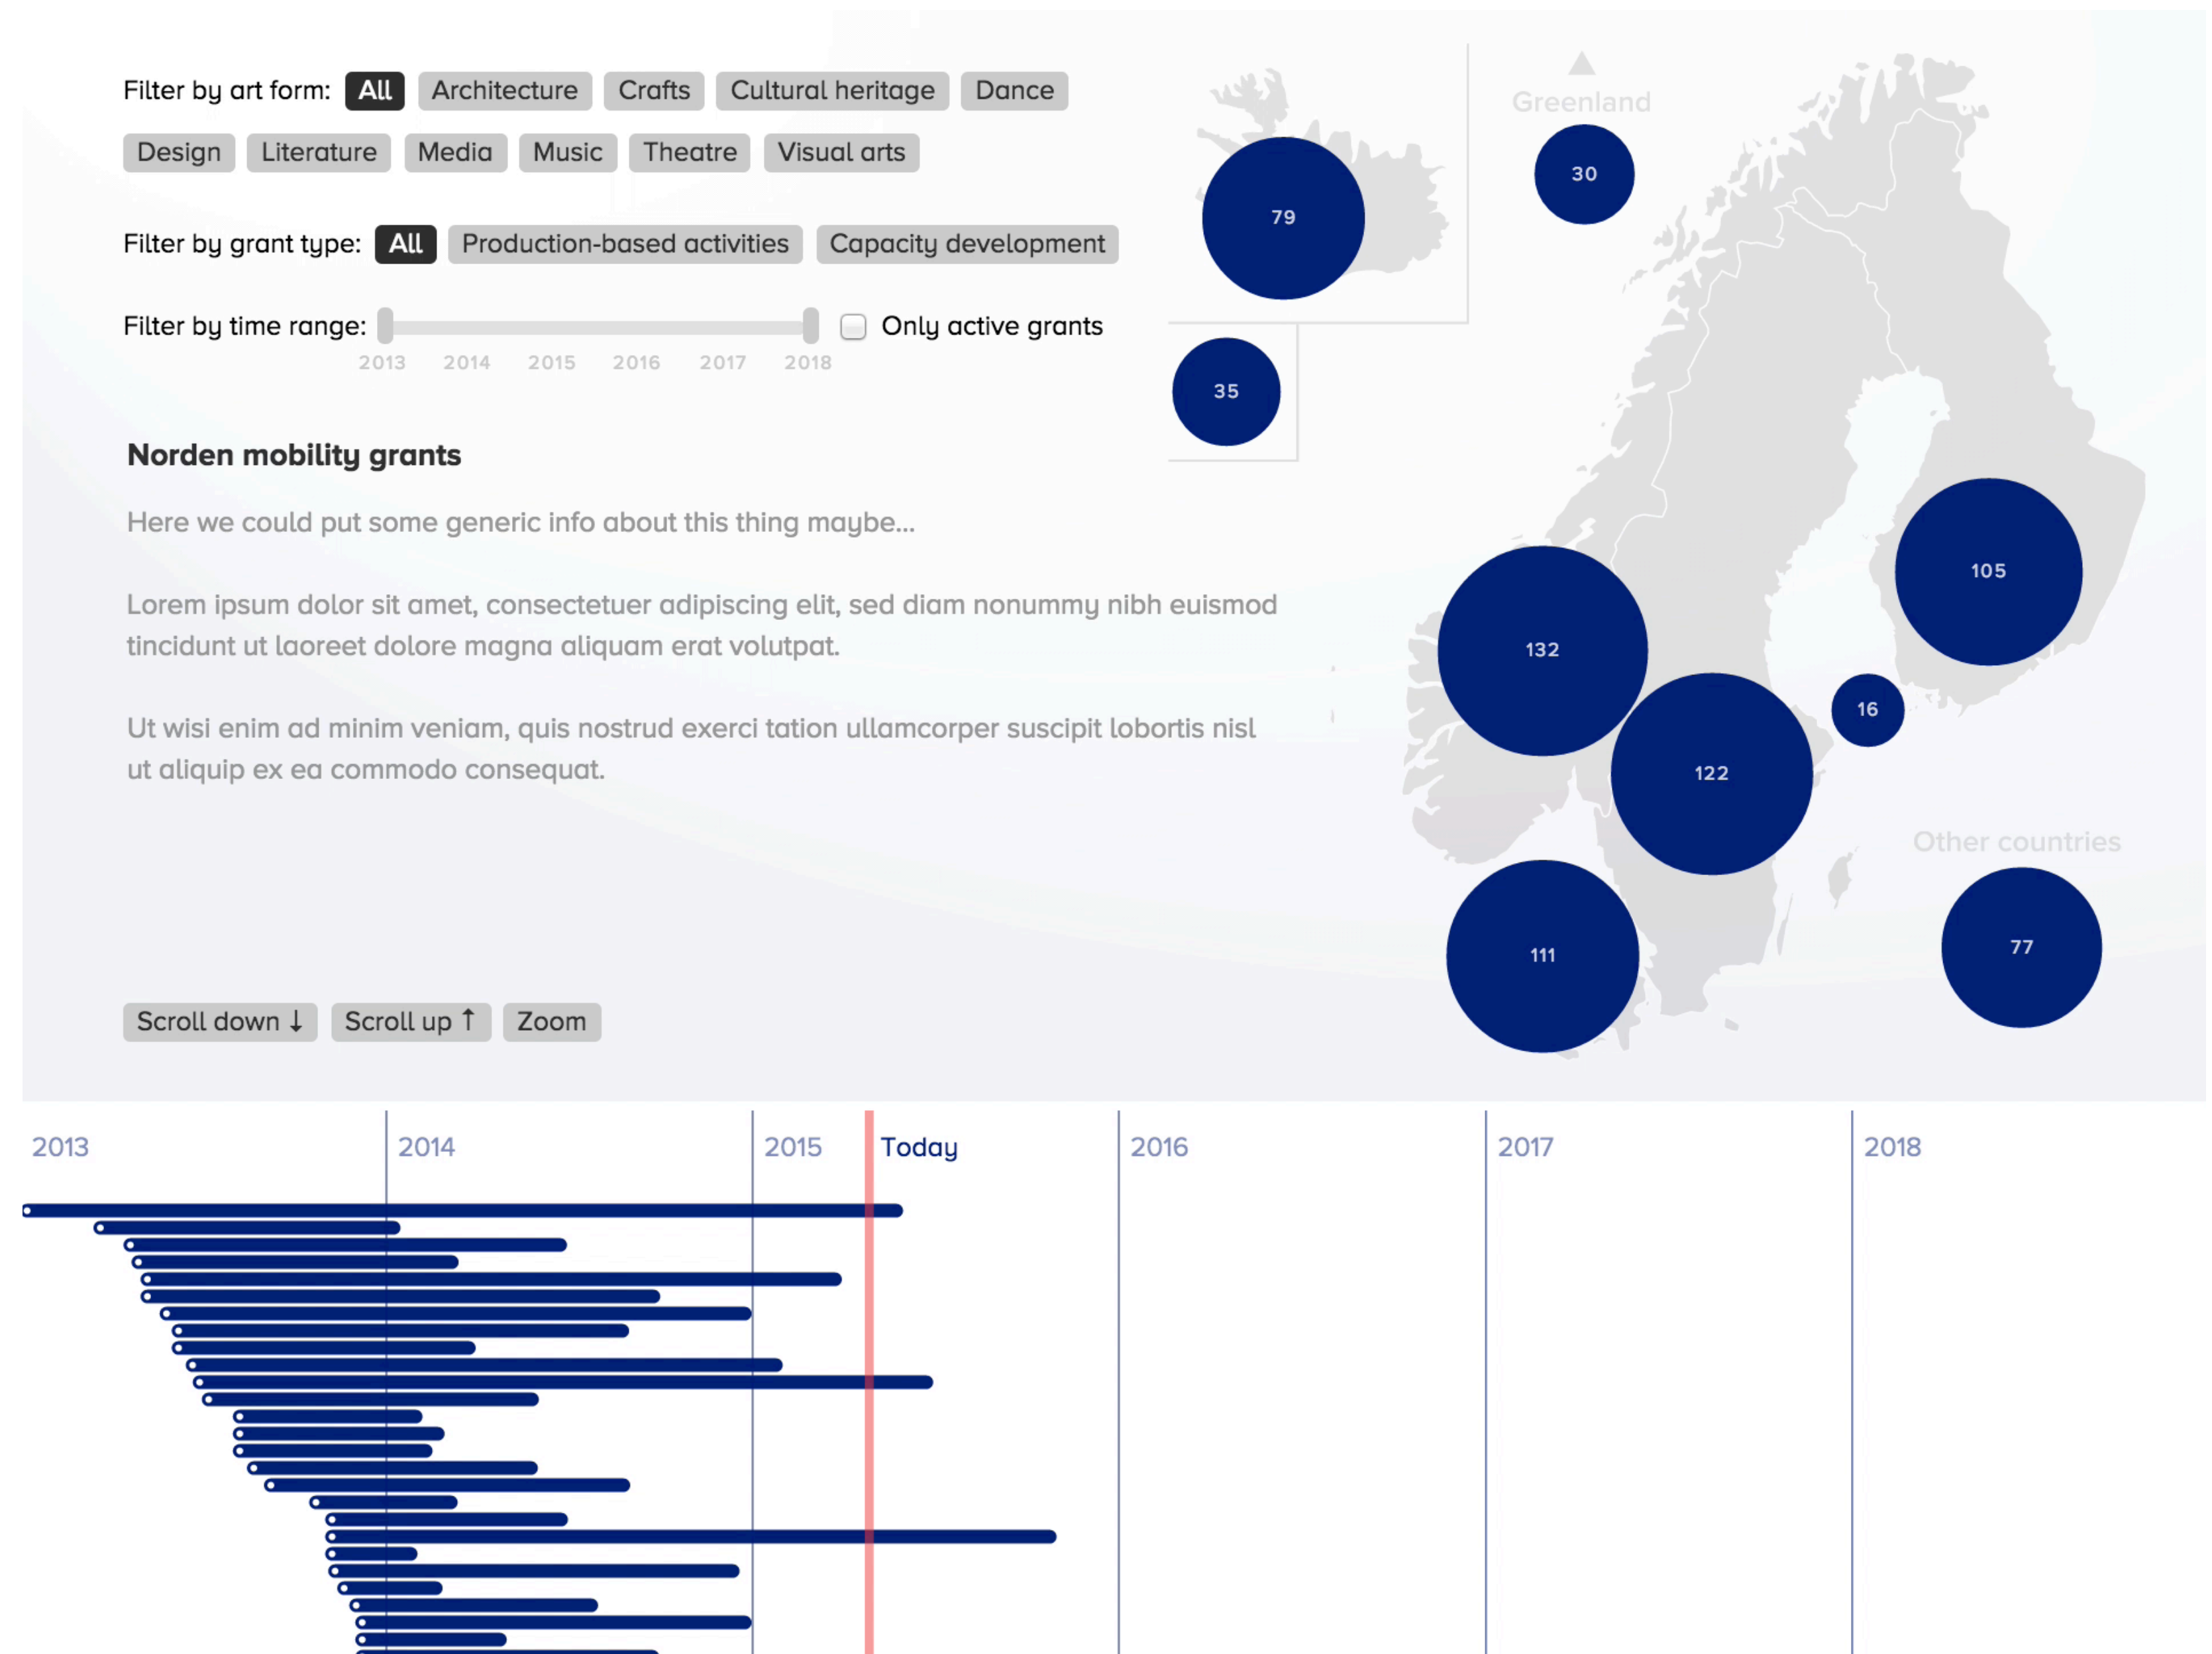 Filter by art form: All Architecture Crafts Cultural heritage Dance
Design Literature Media Music Theatre Visual arts
Filter by grant type: All Production-based activities Capacity development
Filter by time range: Only active grants
2013 2014 2015 2016 2017 2018
Norden mobility grants
Here we could put some generic info about this thing maybe...
Lorem ipsum dolor sit amet, consectetuer adipiscing elit, sed diam nonummy nibh euismod
tincidunt ut laoreet dolore magna aliquam erat volutpat.
Ut wisi enim ad minim veniam, quis nostrud exerci tation ullamcorper suscipit lobortis nisl
ut aliquip ex ea commodo consequat.
Scroll down ↓ Scroll up ↑ Zoom
Greenland
30
79
35
105
132
16
122
Other countries
111
77
2013 2014 2015 Today 2016 2017 2018